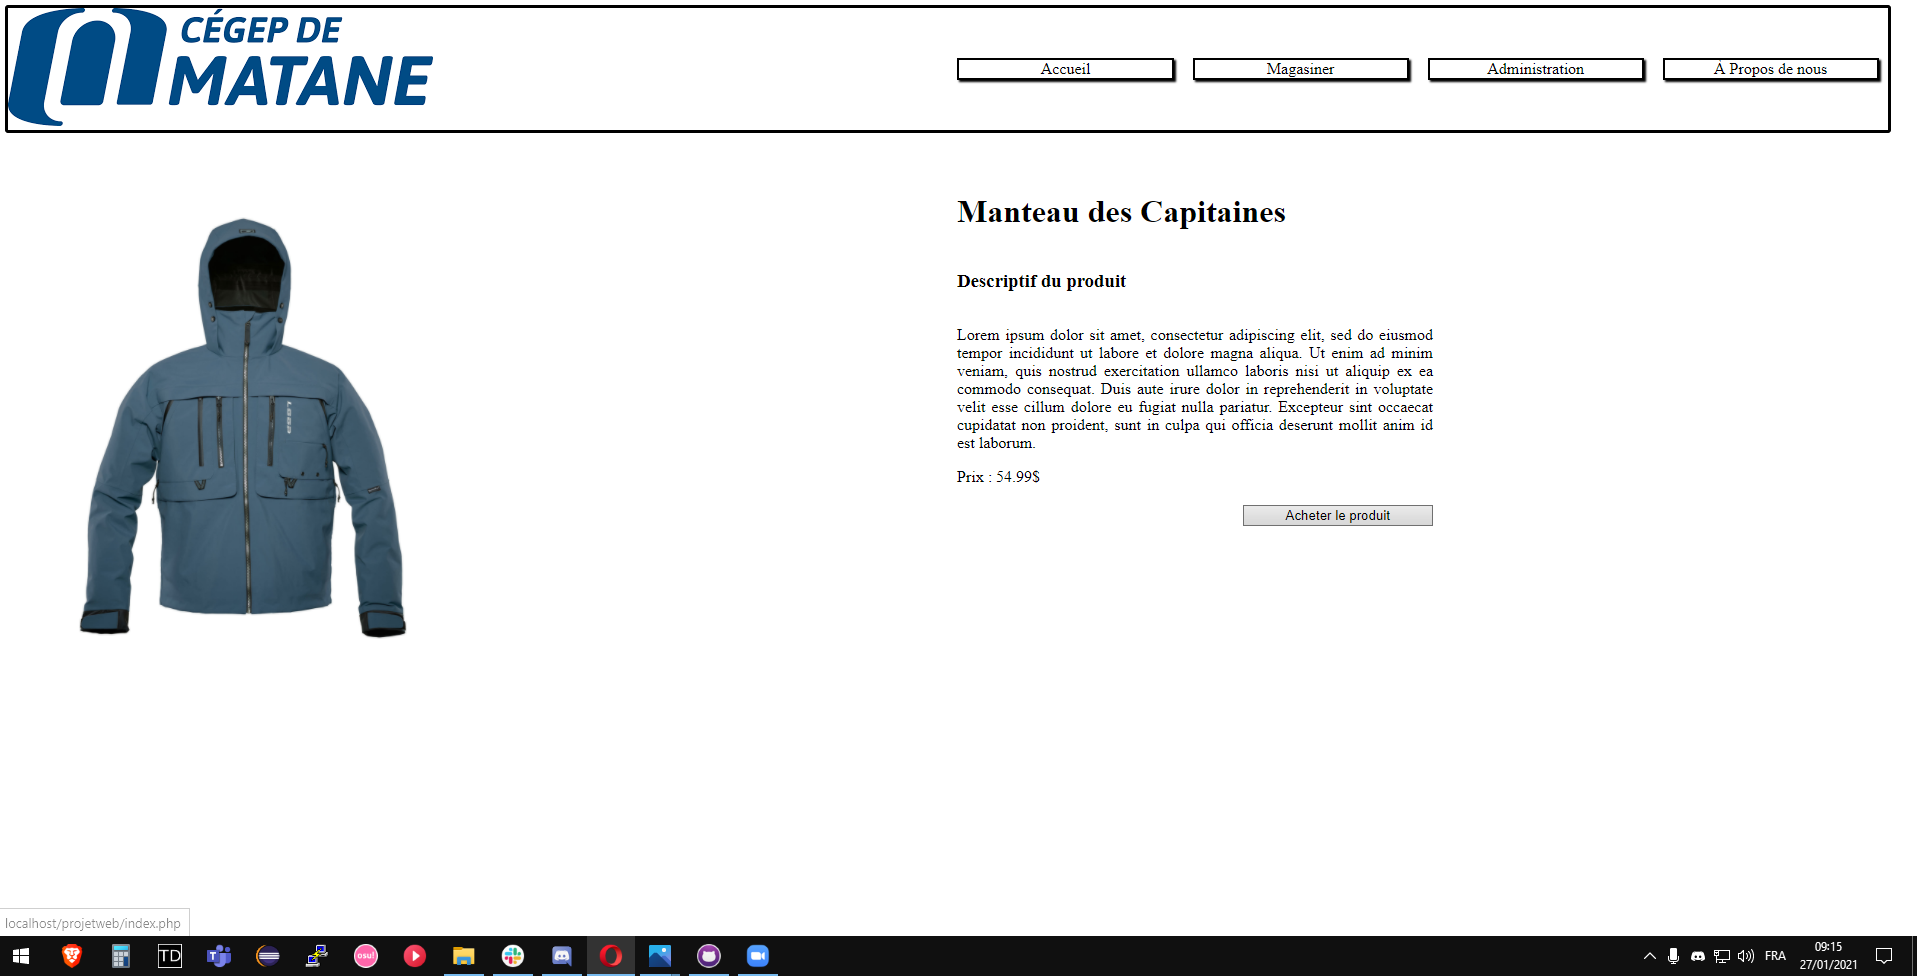 CÉGEP DE
MATANE
Accueil
Magasiner
Administration
À Propos de nous
Manteau des Capitaines
Descriptif du produit
Lorem ipsum dolor sit amet, consectetur adipiscing elit, sed do eiusmod
tempor incididunt ut labore et dolore magna aliqua. Ut enim ad minim
veniam, quis nostrud exercitation ullamco laboris nisi ut aliquip ex ea
commodo consequat. Duis aute irure dolor in reprehenderit in voluptate
velit esse cillum dolore eu fugiat nulla pariatur. Excepteur sint occaecat
cupidatat non proident, sunt in culpa qui officia deserunt mollit anim id
est laborum.
Prix : 54.99$
Acheter le produit
localhost/projetweb/index.php
TD
osu!
FRA
09:15
27/01/2021